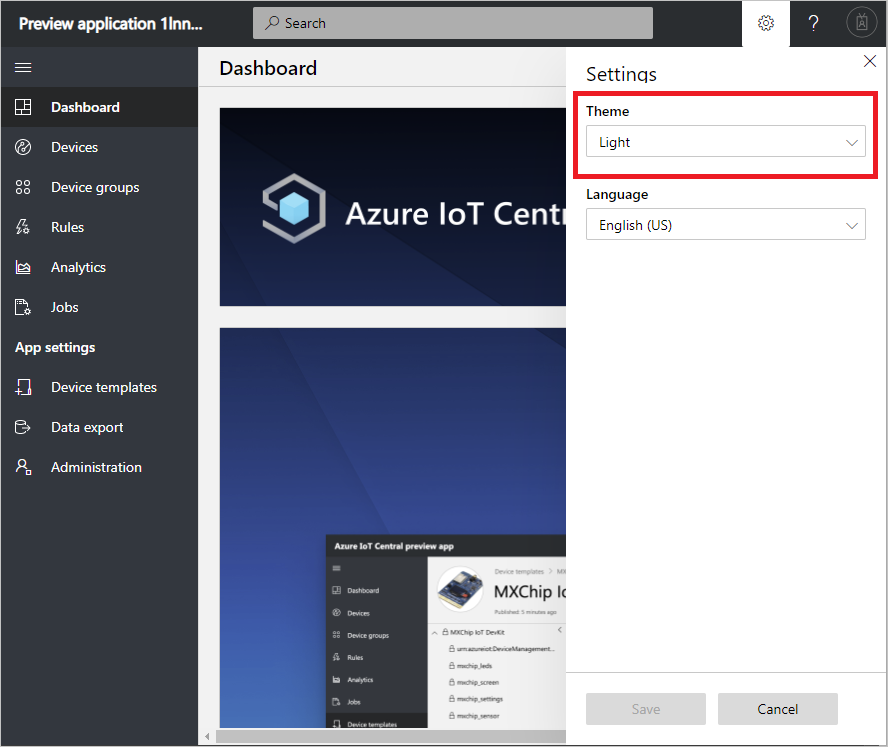 Preview application 1Inn...
Search
?
Dashboard
Devices
Device groups
Rules
Analytics
Jobs
App settings
Device templates
Data export
Administration
Dashboard
Azure IoT Centr
Azure IoT Central preview app
Dashboard
Devices
Device groups
Rules
Analytics
Jobs
Device templates
Device templates > MX
MXChip Io
Published: 5 minutes ago
MXChip IoT DevKit
urn:azureiot:DeviceManagement...
mxchip_leds
mxchip_screen
mxchip_settings
mxchip_sensor
Settings
Theme
Light
Language
English (US)
Save
Cancel